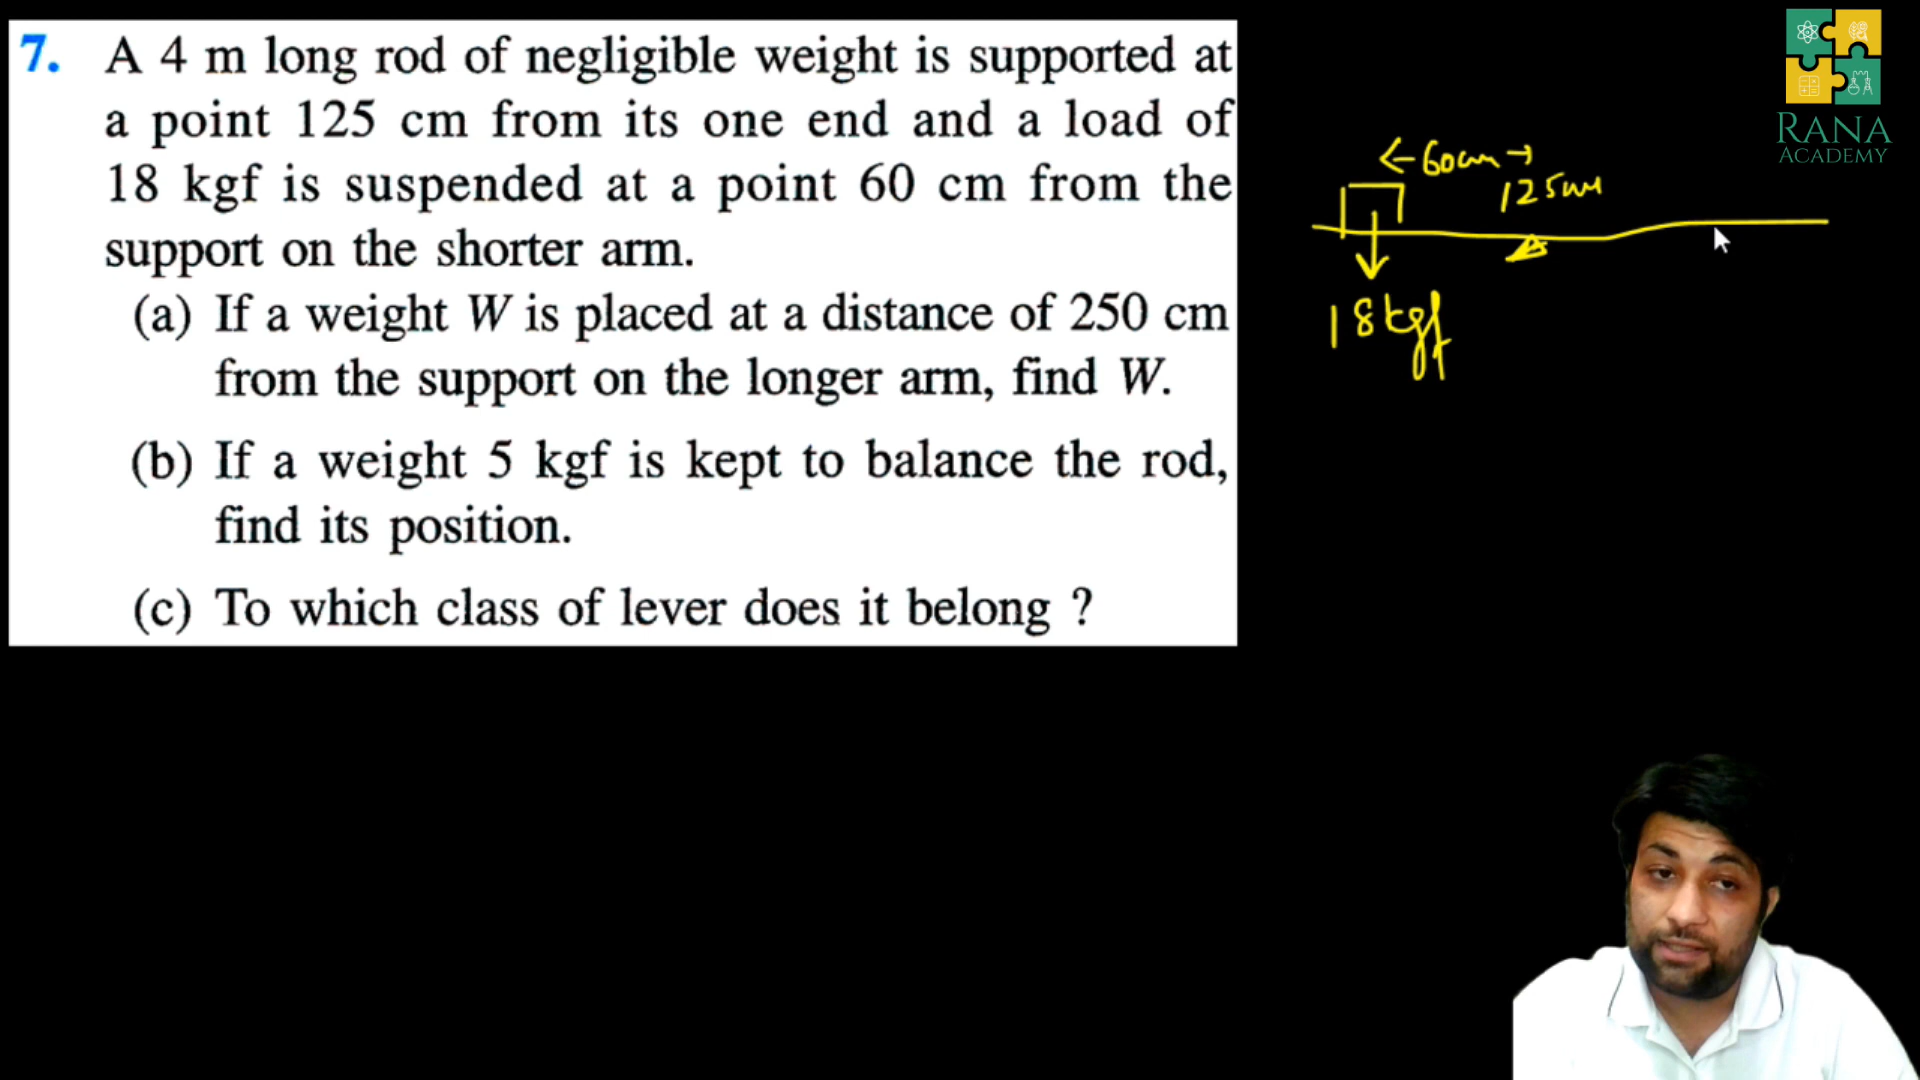 7. A 4 m long rod of negligible weight is supported at
a point 125 cm from its one end and a load of
18 kgf is suspended at a point 60 cm from the
support on the shorter arm.
(a) If a weight W is placed at a distance of 250 cm
from the support on the longer arm, find W.
(b) If a weight 5 kgf is kept to balance the rod,
find its position.
(c) To which class of lever does it belong ?
60cm
125cm
18kgf
RANA
ACADEMY